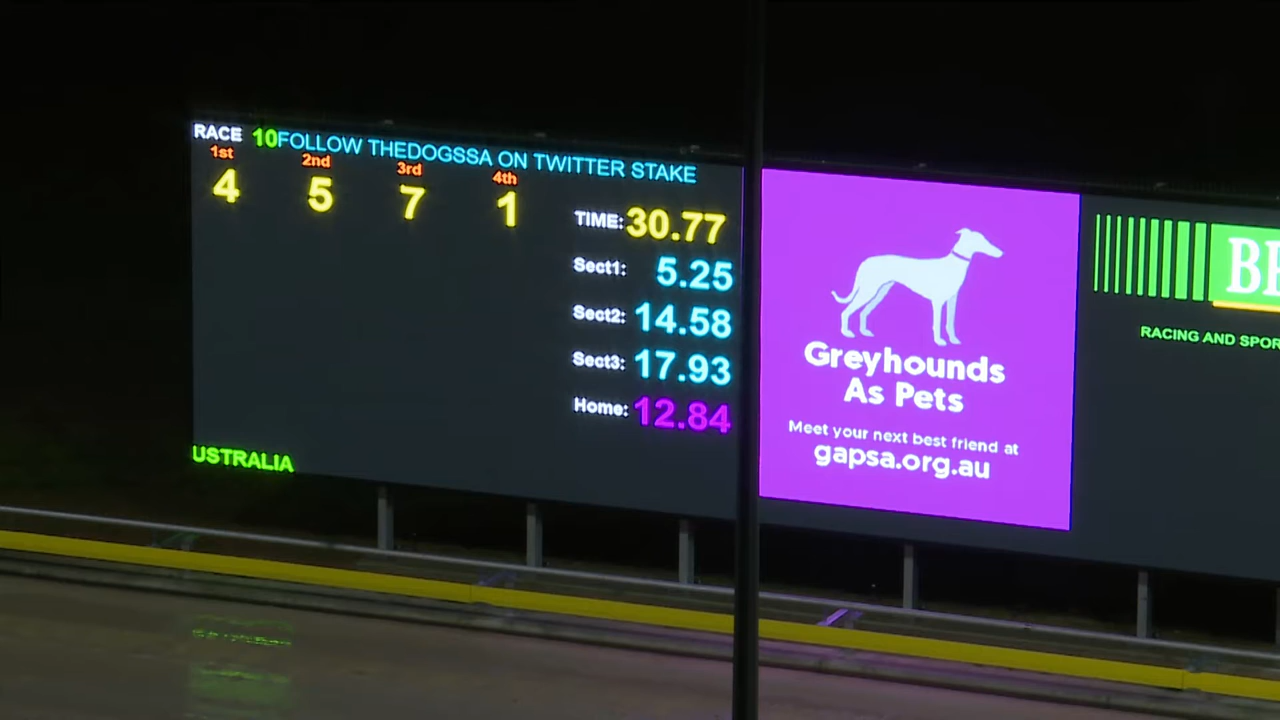 RACE 10 FOLLOW THEDOGSSA ON TWITTER STAKE
1st 2nd 3rd 4th
4 5 7 1
TIME: 30.77
Sect1: 5.25
Sect2: 14.58
Sect3: 17.93
Home: 12.84
USTRALIA
Greyhounds
As Pets
Meet your next best friend at
gapsa.org.au
RACING AND SPOR